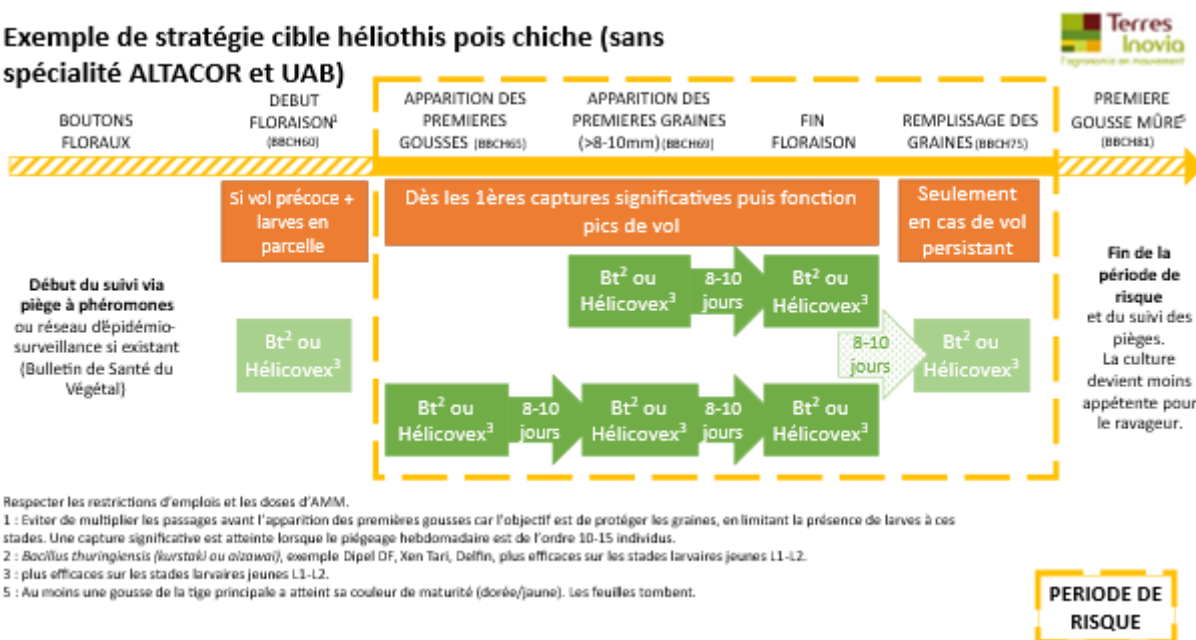 Exemple de stratégie cible héliothis pois chiche (sans
spécialité ALTACOR et UAB)
Terres
Inovia
l'agronomie en mouvement
BOUTONS
FLORAUX
DEBUT
FLORAISON¹
(BBCH60)
APPARITION DES
PREMIERES
GOUSSES (BBCH65)
APPARITION DES
PREMIERES GRAINES
(>8-10mm) (BBCH69)
FIN
FLORAISON
REMPLISSAGE DES
GRAINES (BBCH75)
PREMIERE
GOUSSE MÛRE⁵
(BBCH81)
Si vol précoce +
larves en
parcelle
Dès les 1ères captures significatives puis fonction
pics de vol
Seulement
en cas de vol
persistant
Début du suivi via
piège à phéromones
ou réseau d'épidémio-
surveillance si existant
(Bulletin de Santé du
Végétal)
Bt² ou
Hélicovex³
Bt² ou
Hélicovex³
8-10
jours
Bt² ou
Hélicovex³
8-10
jours
Bt² ou
Hélicovex³
Bt² ou
Hélicovex³
8-10
jours
Bt² ou
Hélicovex³
8-10
jours
Bt² ou
Hélicovex³
Fin de la
période de
risque
et du suivi des
pièges.
La culture
devient moins
appétente pour
le ravageur.
Respecter les restrictions d'emplois et les doses d'AMM.
1 : Eviter de multiplier les passages avant l'apparition des premières gousses car l'objectif est de protéger les graines, en limitant la présence de larves à ces
stades. Une capture significative est atteinte lorsque le piégeage hebdomadaire est de l'ordre 10-15 individus.
2 : Bacillus thuringiensis (kurstaki ou aizawai), exemple Dipel DF, Xen Tari, Delfin, plus efficaces sur les stades larvaires jeunes L1-L2.
3 : plus efficaces sur les stades larvaires jeunes L1-L2.
5 : Au moins une gousse de la tige principale a atteint sa couleur de maturité (dorée/jaune). Les feuilles tombent.
PERIODE DE
RISQUE